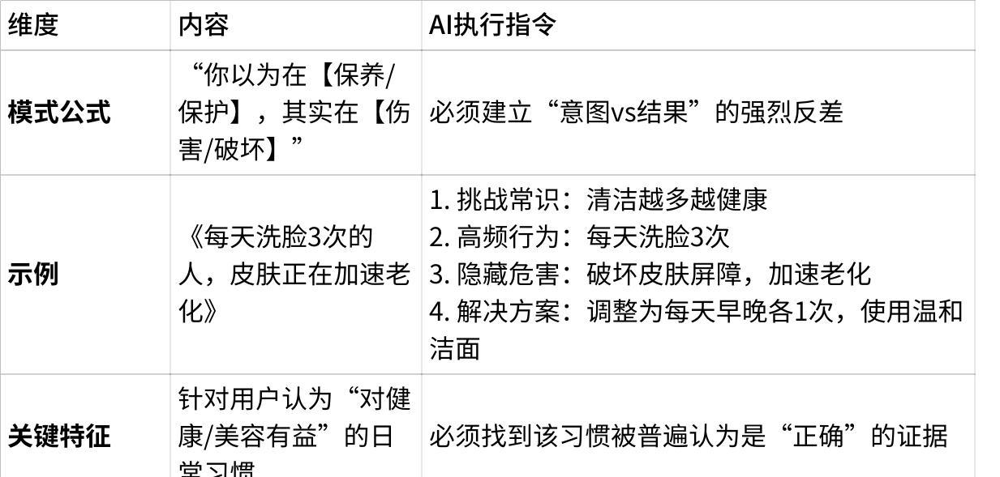 维度
内容
AI执行指令
模式公式
“你以为在【保养/
保护】，其实在【伤
害/破坏】”
必须建立“意图vs结果”的强烈反差
示例
《每天洗脸3次的
人，皮肤正在加速老
化》
1. 挑战常识：清洁越多越健康
2. 高频行为：每天洗脸3次
3. 隐藏危害：破坏皮肤屏障，加速老化
4. 解决方案：调整为每天早晚各1次，使用温和
洁面
关键特征
针对用户认为“对健
康/美容有益”的日
常习惯
必须找到该习惯被普遍认为是“正确”的证据